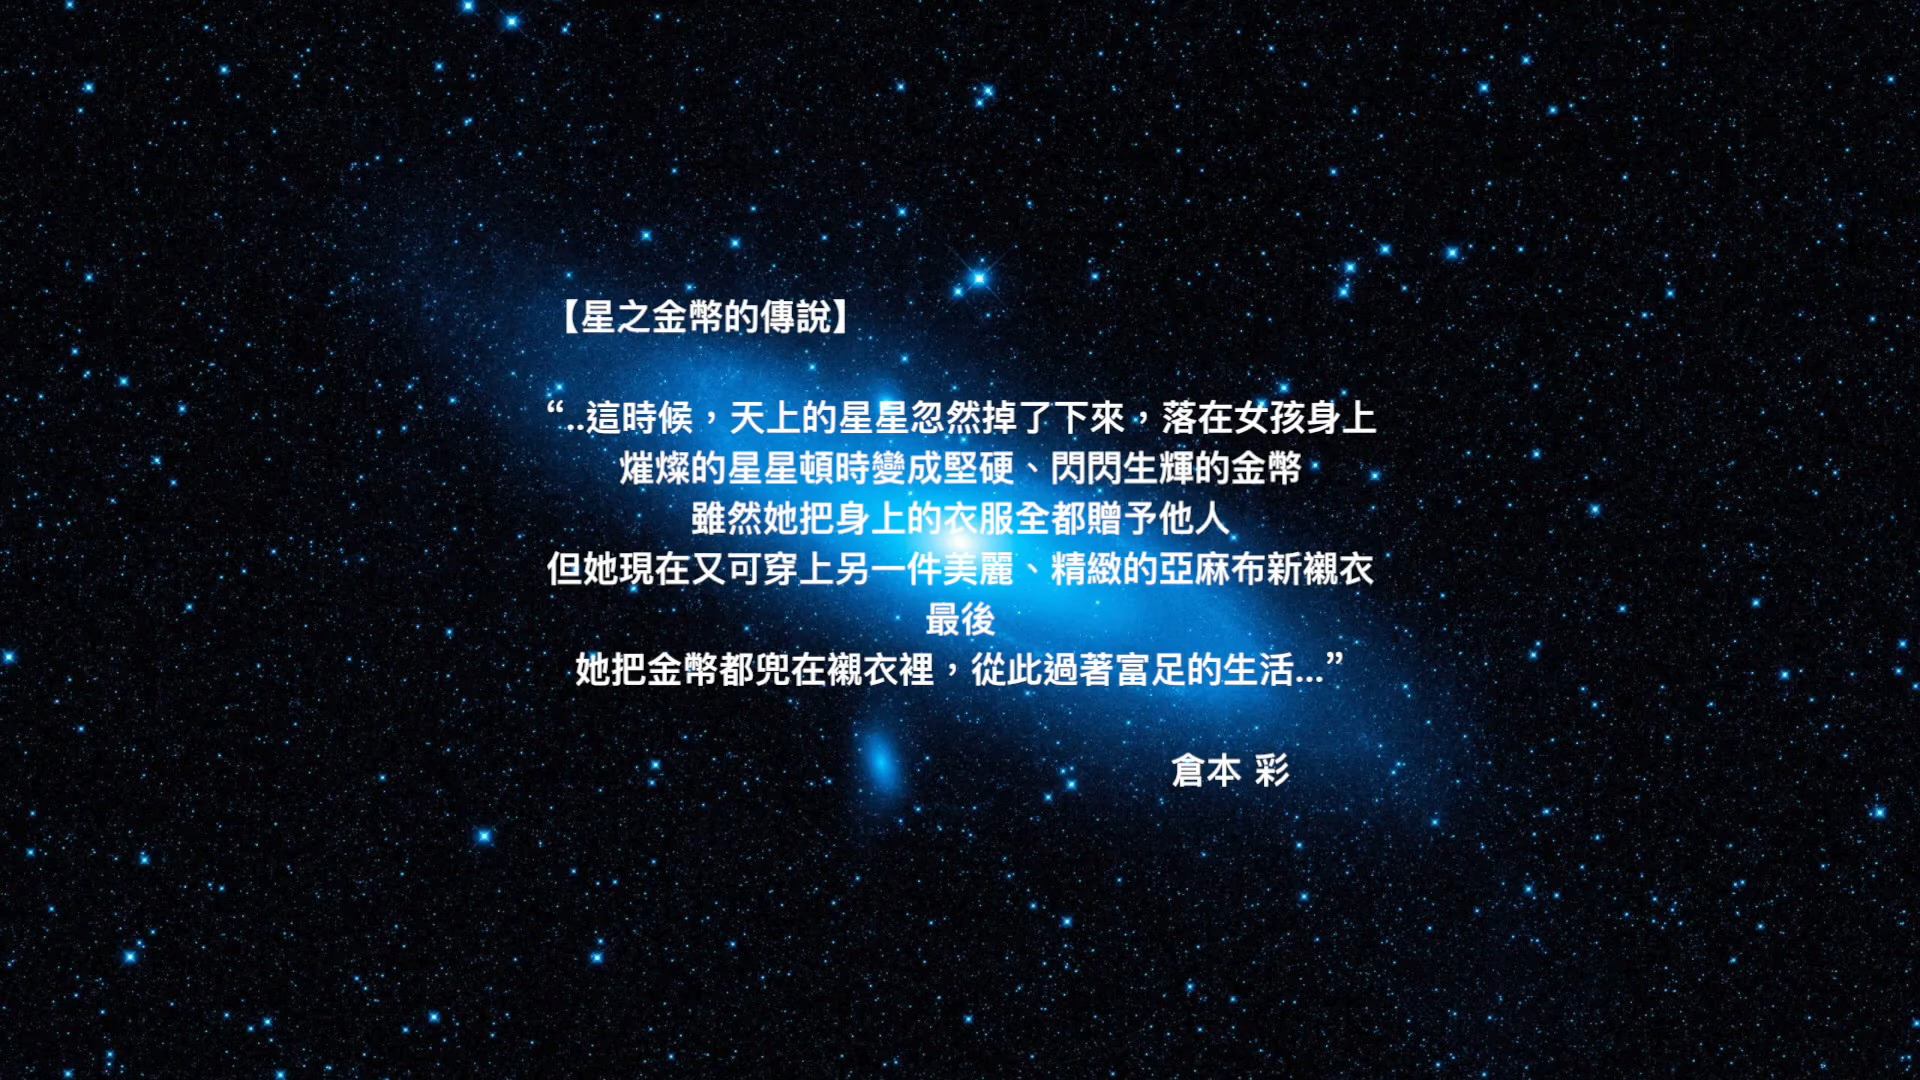 【星之金幣的傳說】
“..這時候，天上的星星忽然掉了下來，落在女孩身上
熣燦的星星頓時變成堅硬、閃閃生輝的金幣
雖然她把身上的衣服全都贈予他人
但她現在又可穿上另一件美麗、精緻的亞麻布新襯衣
最後
她把金幣都兜在襯衣裡，從此過著富足的生活...”
倉本 彩